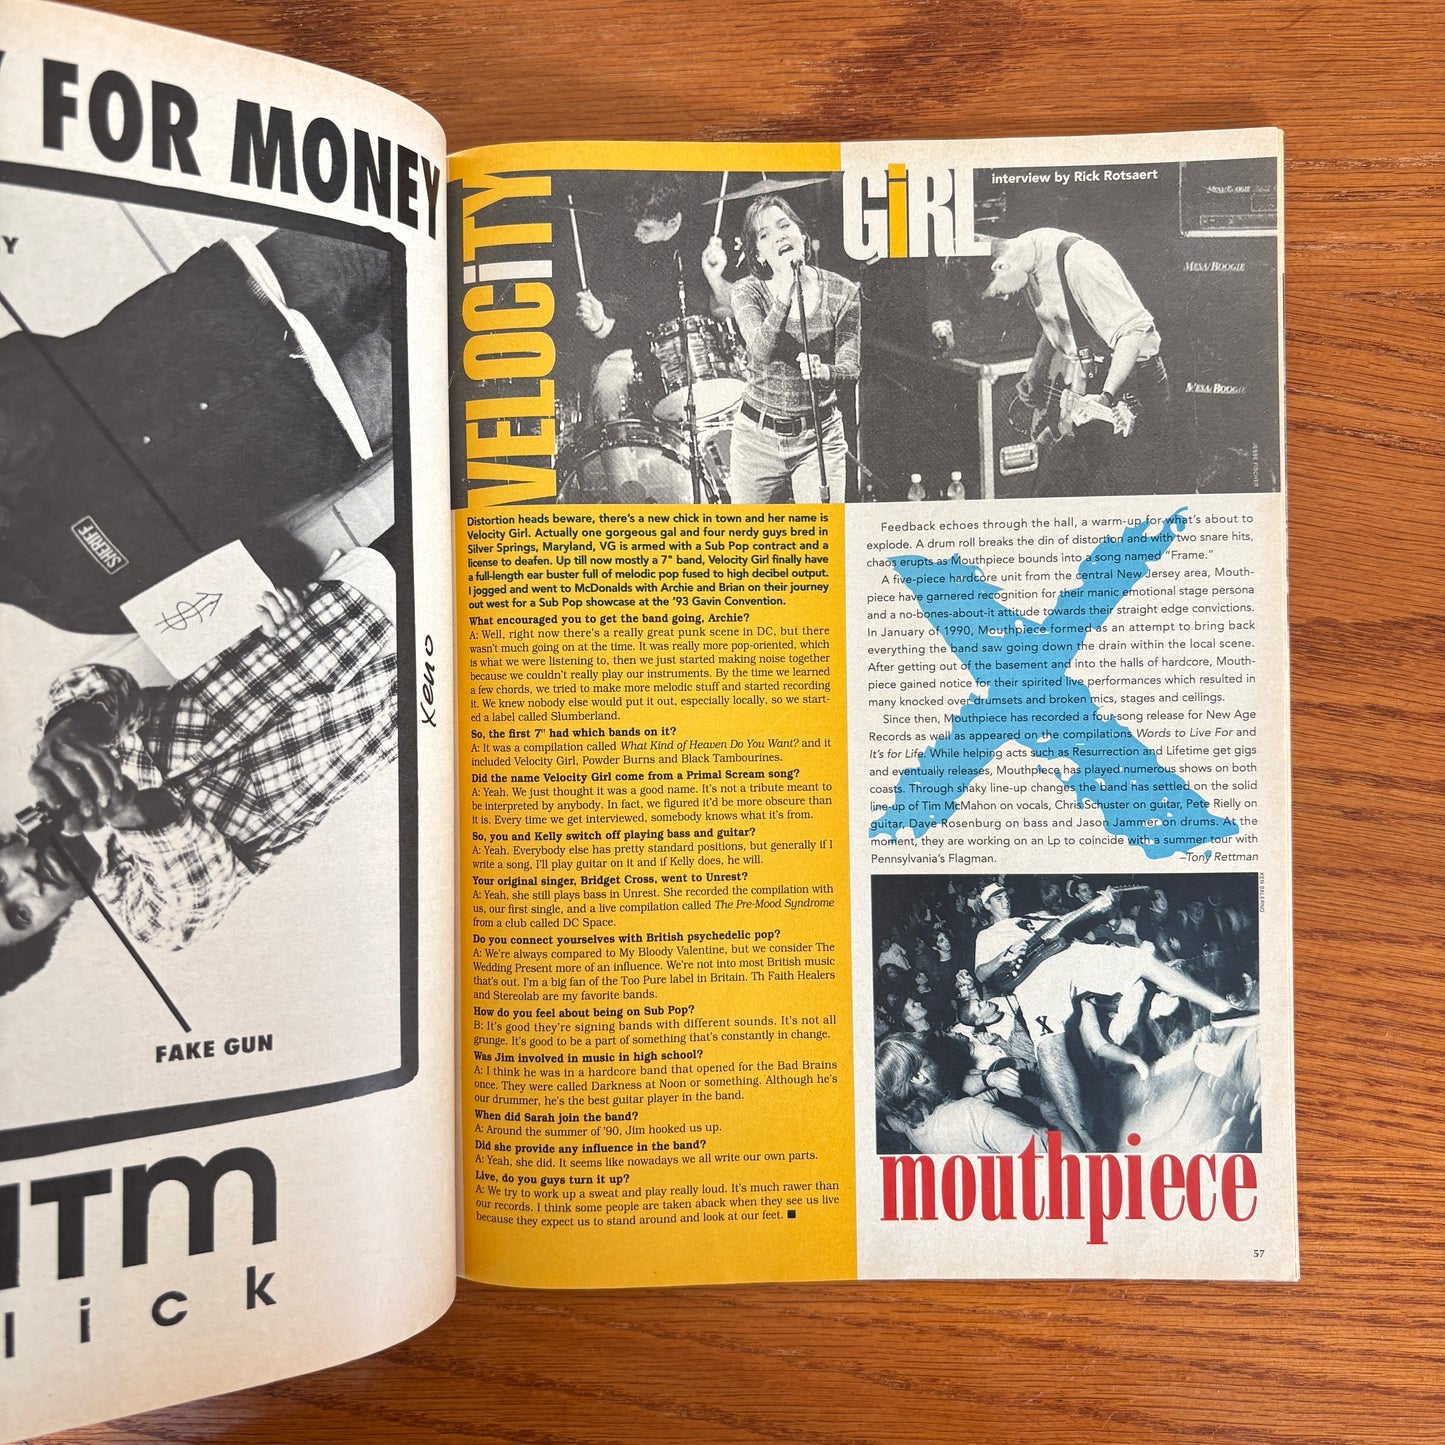 FOR MONEY
Y
SHERIFF
xeno
FAKE GUN
ATM
lick
VELOCiTY
GiRL
interview by Rick Rotsaert
MESA/BOOGIE
MESA/BOOGIE
MESA/BOOGIE
JESSE FISCHER
Distortion heads beware, there's a new chick in town and her name is
Velocity Girl. Actually one gorgeous gal and four nerdy guys bred in
Silver Springs, Maryland, VG is armed with a Sub Pop contract and a
license to deafen. Up till now mostly a 7" band, Velocity Girl finally have
a full-length ear buster full of melodic pop fused to high decibel output.
I jogged and went to McDonalds with Archie and Brian on their journey
out west for a Sub Pop showcase at the '93 Gavin Convention.
What encouraged you to get the band going, Archie?
A: Well, right now there's a really great punk scene in DC, but there
wasn't much going on at the time. It was really more pop-oriented, which
is what we were listening to, then we just started making noise together
because we couldn't really play our instruments. By the time we learned
a few chords, we tried to make more melodic stuff and started recording
it. We knew nobody else would put it out, especially locally, so we start-
ed a label called Slumberland.
So, the first 7" had which bands on it?
A: It was a compilation called What Kind of Heaven Do You Want? and it
included Velocity Girl, Powder Burns and Black Tambourines.
Did the name Velocity Girl come from a Primal Scream song?
A: Yeah. We just thought it was a good name. It's not a tribute meant to
be interpreted by anybody. In fact, we figured it'd be more obscure than
it is. Every time we get interviewed, somebody knows what it's from.
So, you and Kelly switch off playing bass and guitar?
A: Yeah. Everybody else has pretty standard positions, but generally if I
write a song, I'll play guitar on it and if Kelly does, he will.
Your original singer, Bridget Cross, went to Unrest?
A: Yeah, she still plays bass in Unrest. She recorded the compilation with
us, our first single, and a live compilation called The Pre-Mood Syndrome
from a club called DC Space.
Do you connect yourselves with British psychedelic pop?
A: We're always compared to My Bloody Valentine, but we consider The
Wedding Present more of an influence. We're not into most British music
that's out. I'm a big fan of the Too Pure label in Britain. Th Faith Healers
and Stereolab are my favorite bands.
How do you feel about being on Sub Pop?
B: It's good they're signing bands with different sounds. It's not all
grunge. It's good to be a part of something that's constantly in change.
Was Jim involved in music in high school?
A: I think he was in a hardcore band that opened for the Bad Brains
once. They were called Darkness at Noon or something. Although he's
our drummer, he's the best guitar player in the band.
When did Sarah join the band?
A: Around the summer of '90, Jim hooked us up.
Did she provide any influence in the band?
A: Yeah, she did. It seems like nowadays we all write our own parts.
Live, do you guys turn it up?
A: We try to work up a sweat and play really loud. It's much rawer than
our records. I think some people are taken aback when they see us live
because they expect us to stand around and look at our feet. ■
Feedback echoes through the hall, a warm-up for what's about to
explode. A drum roll breaks the din of distortion and with two snare hits,
chaos erupts as Mouthpiece bounds into a song named "Frame."
A five-piece hardcore unit from the central New Jersey area, Mouth-
piece have garnered recognition for their manic emotional stage persona
and a no-bones-about-it attitude towards their straight edge convictions.
In January of 1990, Mouthpiece formed as an attempt to bring back
everything the band saw going down the drain within the local scene.
After getting out of the basement and into the halls of hardcore, Mouth-
piece gained notice for their spirited live performances which resulted in
many knocked over drumsets and broken mics, stages and ceilings.
Since then, Mouthpiece has recorded a four-song release for New Age
Records as well as appeared on the compilations Words to Live For and
It's for Life. While helping acts such as Resurrection and Lifetime get gigs
and eventually releases, Mouthpiece has played numerous shows on both
coasts. Through shaky line-up changes the band has settled on the solid
line-up of Tim McMahon on vocals, Chris Schuster on guitar, Pete Rielly on
guitar, Dave Rosenburg on bass and Jason Jammer on drums. At the
moment, they are working on an Lp to coincide with a summer tour with
Pennsylvania's Flagman. –Tony Rettman
KEN SALERNO
X
mouthpiece
57